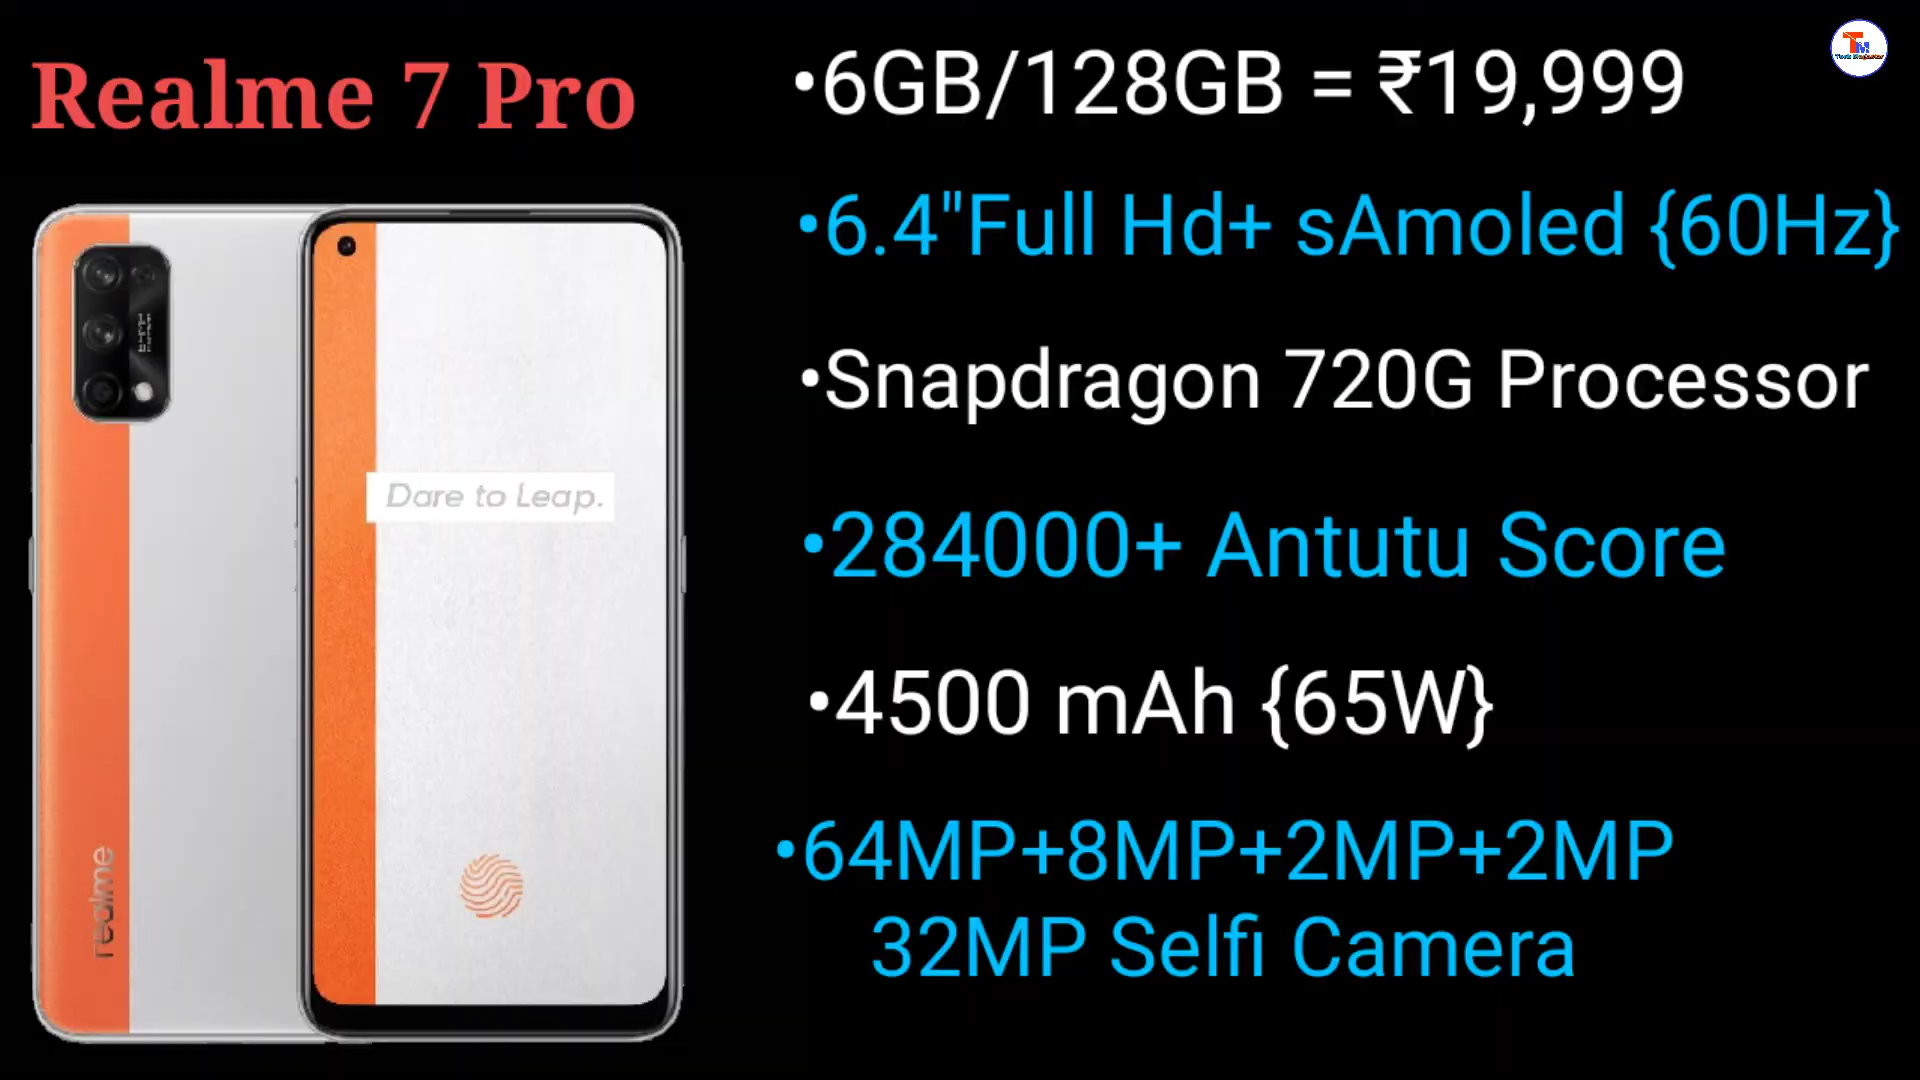 Realme 7 Pro
•6GB/128GB = ₹19,999
•6.4"Full Hd+ sAmoled {60Hz}
•Snapdragon 720G Processor
•284000+ Antutu Score
•4500 mAh {65W}
•64MP+8MP+2MP+2MP
32MP Selfi Camera
Dare to Leap.
realme
TM